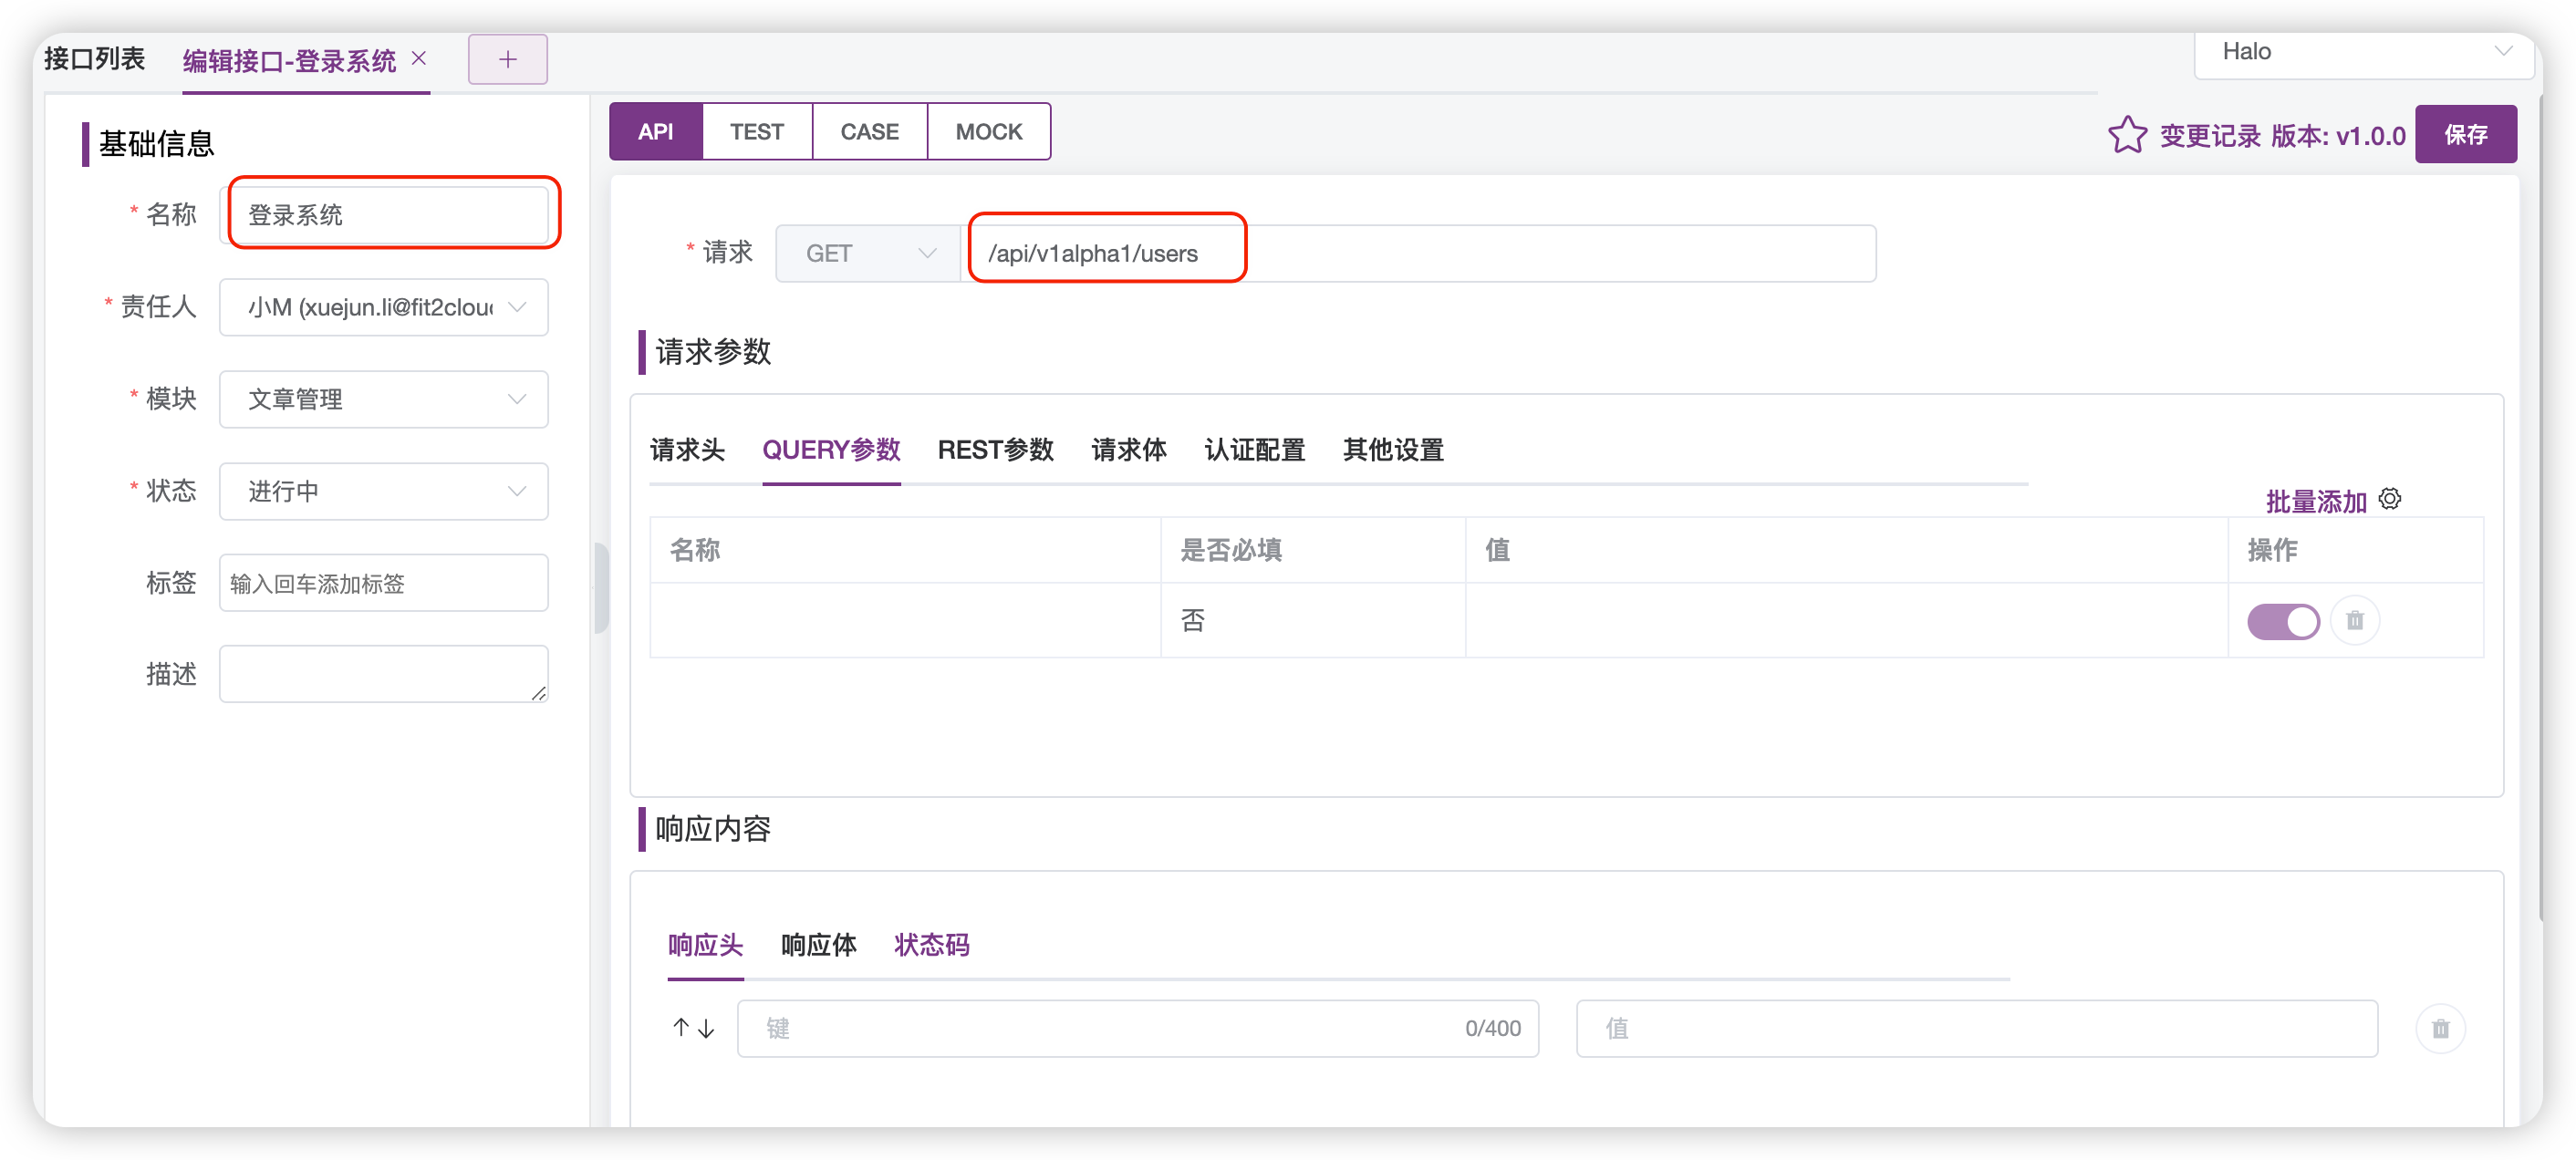 接口列表 编辑接口-登录系统 × +
Halo
基础信息
* 名称 登录系统
* 责任人 小M (xuejun.li@fit2clou
* 模块 文章管理
* 状态 进行中
标签 输入回车添加标签
描述
API TEST CASE MOCK
变更记录 版本: v1.0.0 保存
* 请求 GET /api/v1alpha1/users
请求参数
请求头 QUERY参数 REST参数 请求体 认证配置 其他设置
批量添加
名称 是否必填 值 操作
否
响应内容
响应头 响应体 状态码
↑↓ 键 0/400 值